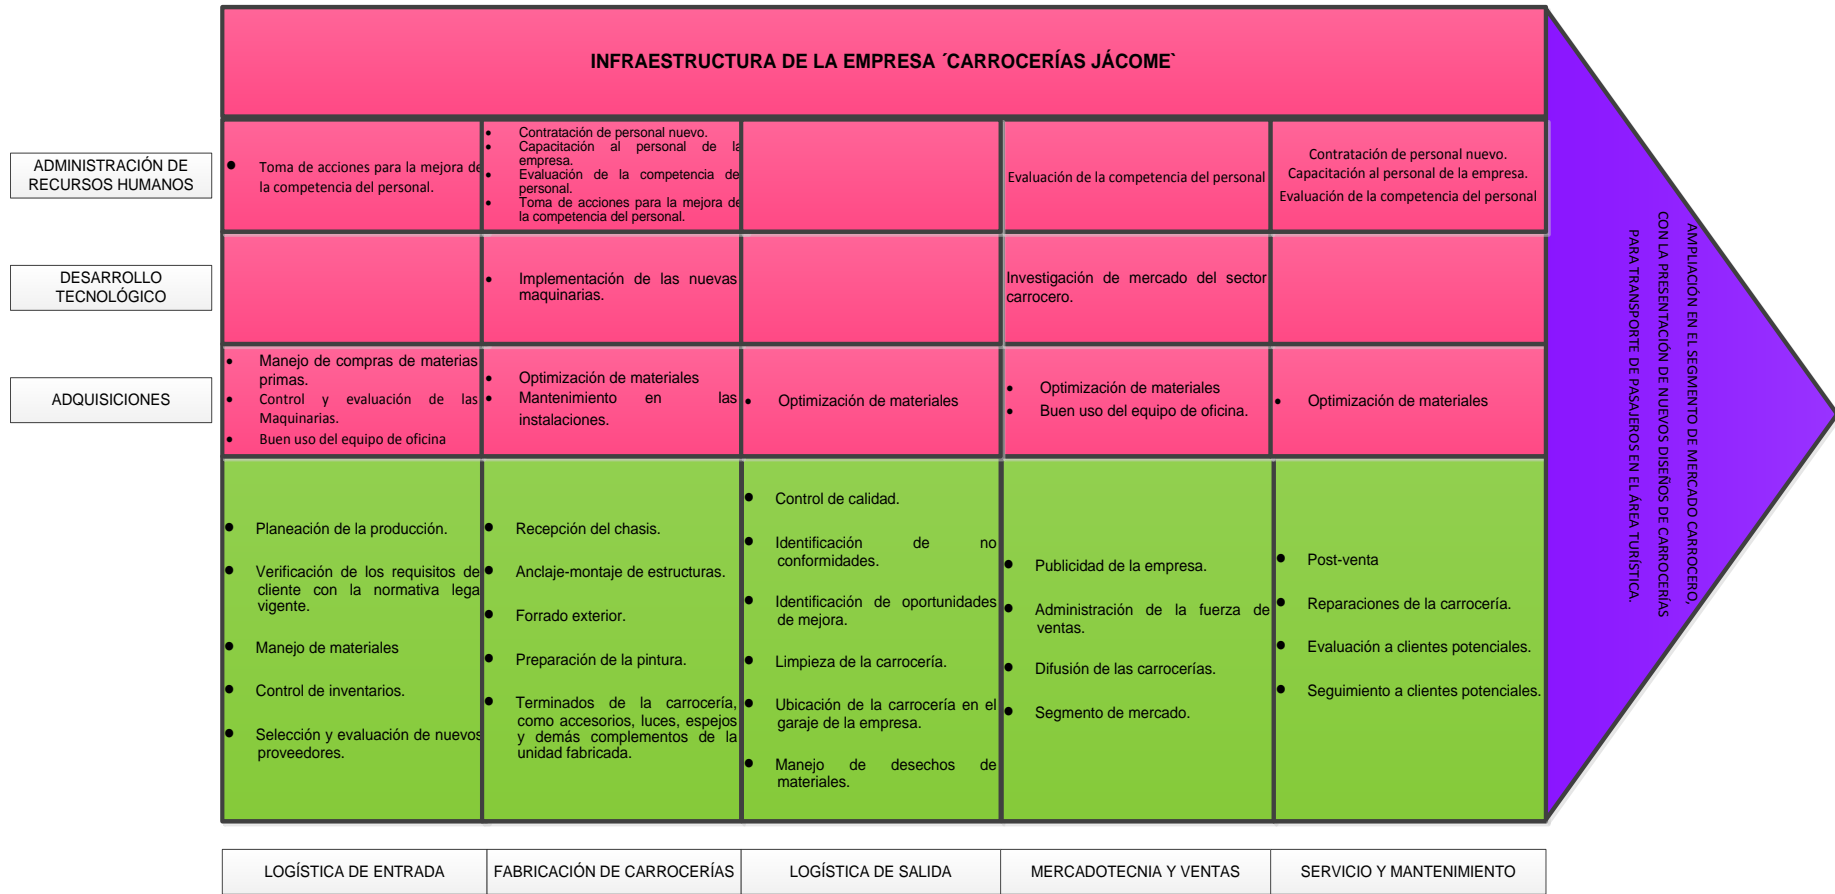 INFRAESTRUCTURA DE LA EMPRESA ´CARROCERÍAS JÁCOME`
ADMINISTRACIÓN DE
RECURSOS HUMANOS
• Toma de acciones para la mejora de
la competencia del personal.
• Contratación de personal nuevo.
• Capacitación al personal de la
empresa.
• Evaluación de la competencia de
personal.
• Toma de acciones para la mejora de
la competencia del personal.
Evaluación de la competencia del personal
Contratación de personal nuevo.
Capacitación al personal de la empresa.
Evaluación de la competencia del personal
DESARROLLO
TECNOLÓGICO
• Implementación de las nuevas
maquinarias.
Investigación de mercado del sector
carrocero.
ADQUISICIONES
• Manejo de compras de materias
primas.
• Control y evaluación de las
Maquinarias.
• Buen uso del equipo de oficina
• Optimización de materiales
• Mantenimiento en las
instalaciones.
• Optimización de materiales
• Optimización de materiales
• Buen uso del equipo de oficina.
• Optimización de materiales
• Planeación de la producción.
• Verificación de los requisitos de
cliente con la normativa lega
vigente.
• Manejo de materiales
• Control de inventarios.
• Selección y evaluación de nuevos
proveedores.
• Recepción del chasis.
• Anclaje-montaje de estructuras.
• Forrado exterior.
• Preparación de la pintura.
• Terminados de la carrocería,
como accesorios, luces, espejos
y demás complementos de la
unidad fabricada.
• Control de calidad.
• Identificación de no
conformidades.
• Identificación de oportunidades
de mejora.
• Limpieza de la carrocería.
• Ubicación de la carrocería en el
garaje de la empresa.
• Manejo de desechos de
materiales.
• Publicidad de la empresa.
• Administración de la fuerza de
ventas.
• Difusión de las carrocerías.
• Segmento de mercado.
• Post-venta
• Reparaciones de la carrocería.
• Evaluación a clientes potenciales.
• Seguimiento a clientes potenciales.
AMPLIACIÓN EN EL SEGMENTO DE MERCADO CARROCERO,
CON LA PRESENTACIÓN DE NUEVOS DISEÑOS DE CARROCERÍAS
PARA TRANSPORTE DE PASAJEROS EN EL ÁREA TURÍSTICA.
LOGÍSTICA DE ENTRADA
FABRICACIÓN DE CARROCERÍAS
LOGÍSTICA DE SALIDA
MERCADOTECNIA Y VENTAS
SERVICIO Y MANTENIMIENTO